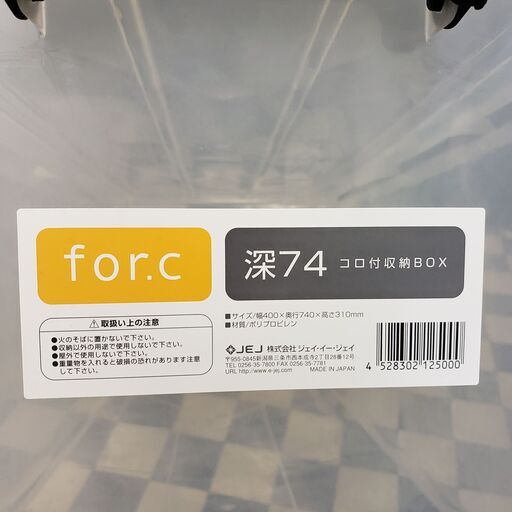 for.c
深74 コロ付収納BOX
■サイズ/幅400×奥行740×高さ310mm
■材質/ポリプロピレン
⚠取扱い上の注意
●火のそばに置かないで下さい。
●収納以外の用途で使用しないで下さい。
●屋外で使用しないで下さい。
●重量物を入れると破損の恐れがあります注意
して下さい。
JEJ 株式会社 ジェイ・イー・ジェイ
〒955-0845新潟県三条市西本成寺2丁目28番12号
TEL 0256-35-7800 FAX 0256-35-7781
URL www.e-jej.com MADE IN JAPAN
4 528302 125000